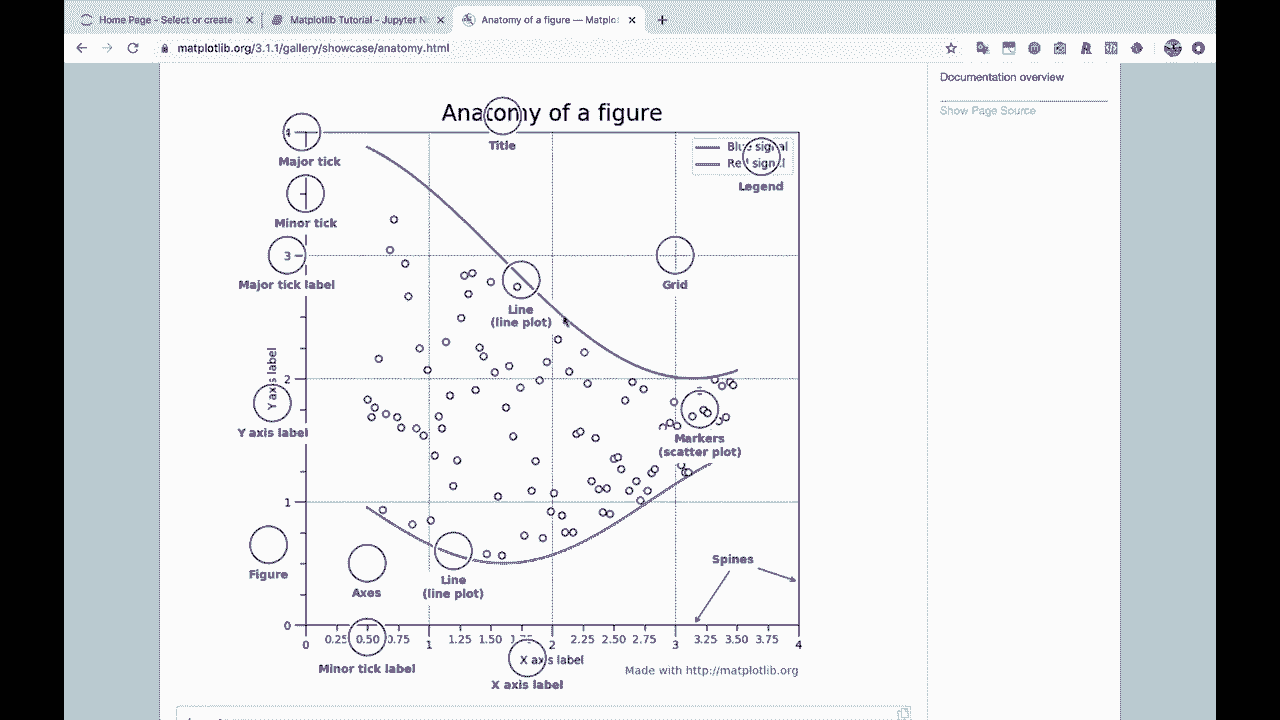 Home Page - Select or create
Matplotlib Tutorial - Jupyter N
Anatomy of a figure — Matplo
matplotlib.org/3.1.1/gallery/showcase/anatomy.html
Documentation overview
Show Page Source
Anatomy of a figure
Title
4
Major tick
Minor tick
3
Major tick label
Blue signal
Red signal
Legend
Grid
Line
(line plot)
2
Y axis label
Y axis label
Markers
(scatter plot)
1
Figure
Axes
Line
(line plot)
Spines
0
0.25 0.50 0.75 1.25 1.50 1.75 2.25 2.50 2.75 3.25 3.50 3.75
0 1 2 3 4
Minor tick label
X axis label
X axis label
Made with http://matplotlib.org